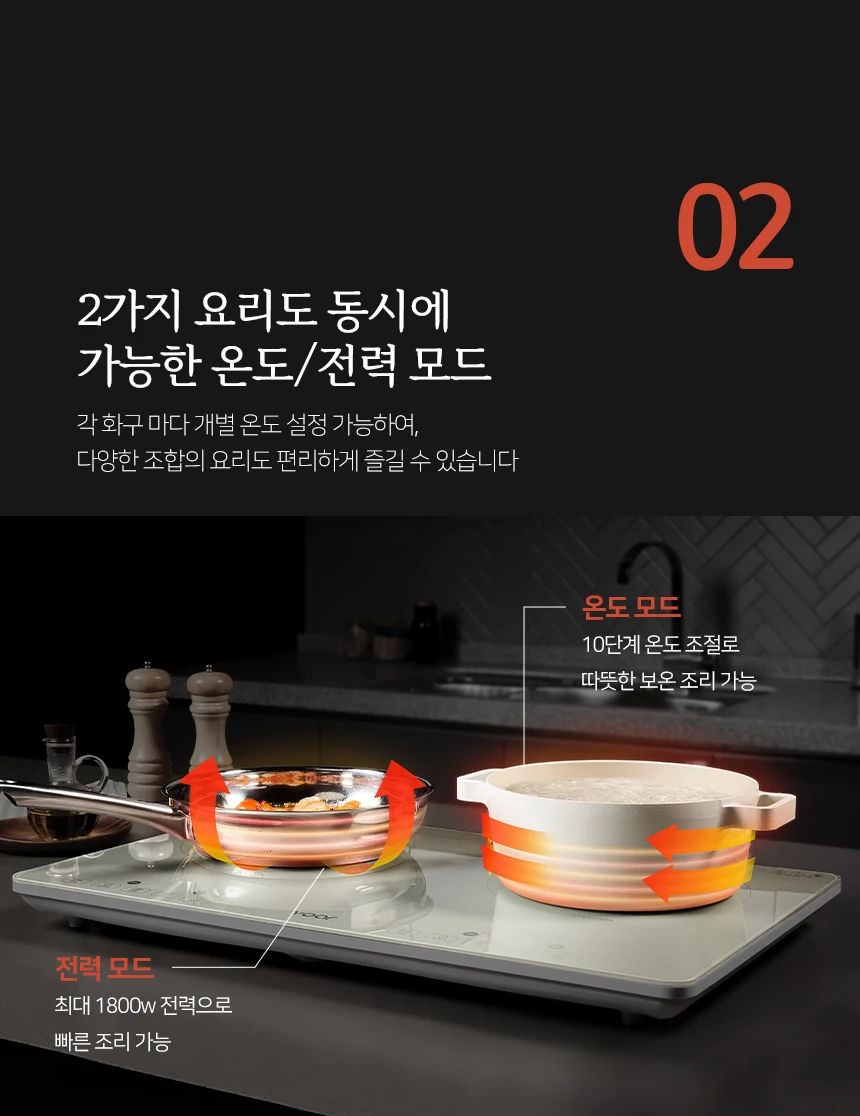 02
2가지 요리도 동시에
가능한 온도/전력 모드
각 화구 마다 개별 온도 설정 가능하여,
다양한 조합의 요리도 편리하게 즐길 수 있습니다
온도 모드
10단계 온도 조절로
따뜻한 보온 조리 가능
전력 모드
최대 1800w 전력으로
빠른 조리 가능